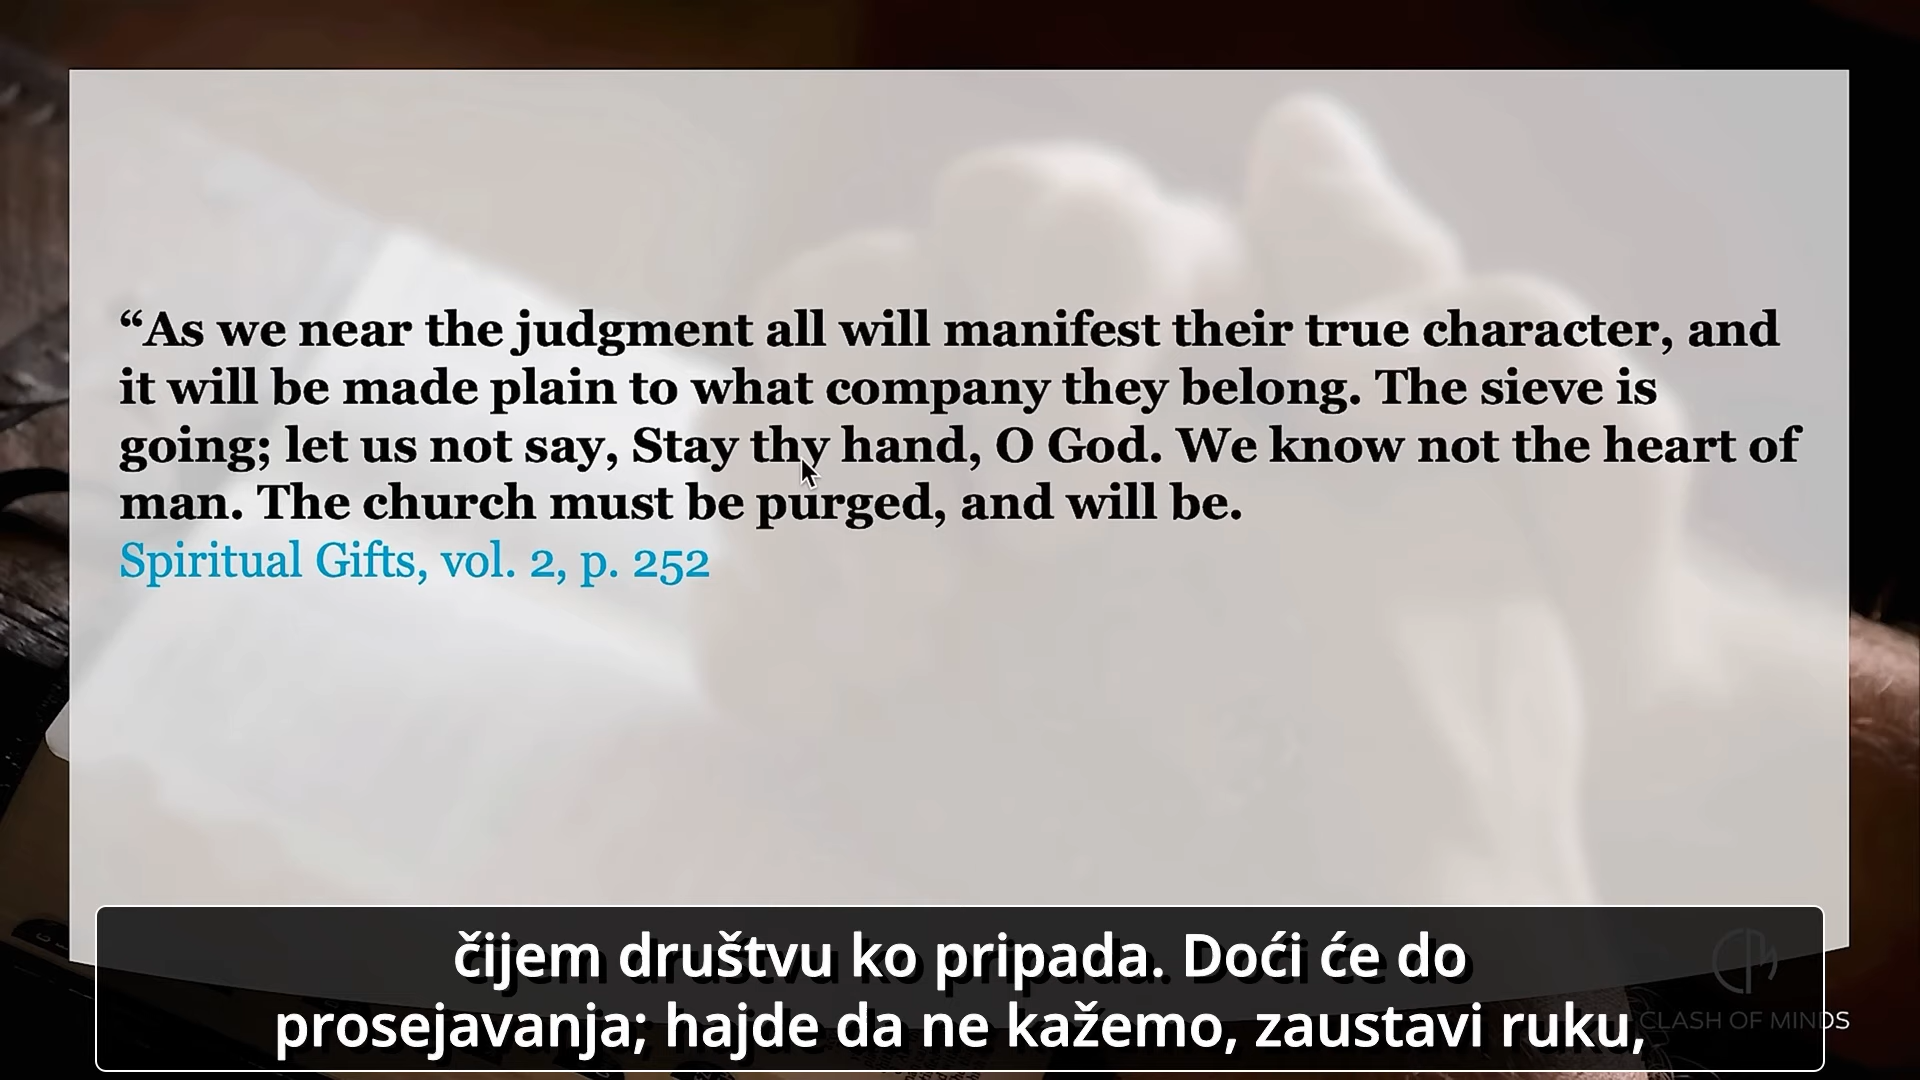 “As we near the judgment all will manifest their true character, and
it will be made plain to what company they belong. The sieve is
going; let us not say, Stay thy hand, O God. We know not the heart of
man. The church must be purged, and will be.
Spiritual Gifts, vol. 2, p. 252
čijem društvu ko pripada. Doći će do
prosejavanja; hajde da ne kažemo, zaustavi ruku,
CLASH OF MINDS